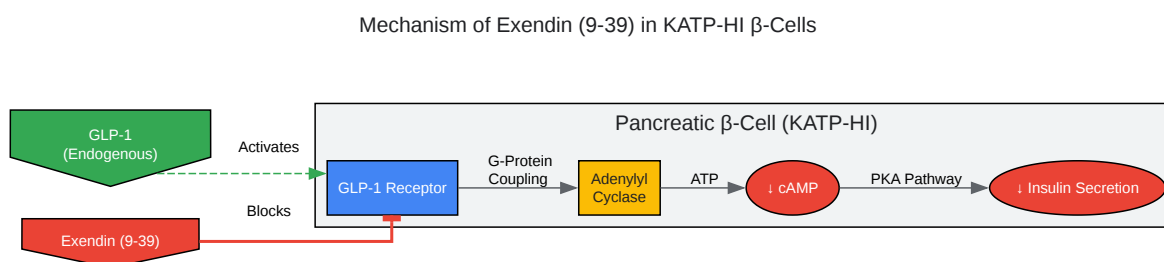 Mechanism of Exendin (9-39) in KATP-HI β-Cells
Pancreatic β-Cell (KATP-HI)
GLP-1
(Endogenous)
Activates
GLP-1 Receptor
G-Protein
Coupling
Adenylyl
Cyclase
ATP
↓ cAMP
PKA Pathway
↓ Insulin Secretion
Blocks
Exendin (9-39)